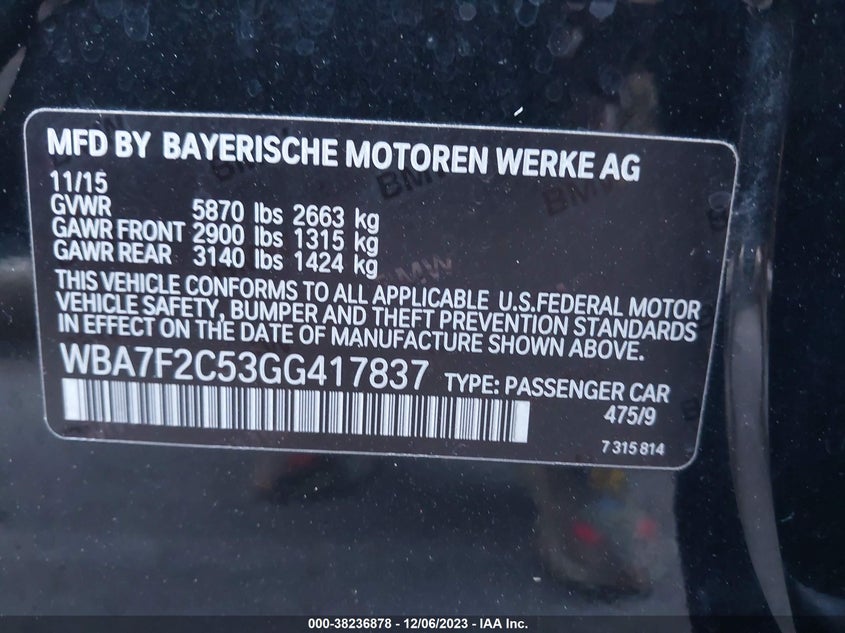 MFD BY BAYERISCHE MOTOREN WERKE AG
11/15
GVWR 5870 lbs 2663 kg
GAWR FRONT 2900 lbs 1315 kg
GAWR REAR 3140 lbs 1424 kg
THIS VEHICLE CONFORMS TO ALL APPLICABLE U.S.FEDERAL MOTOR
VEHICLE SAFETY, BUMPER AND THEFT PREVENTION STANDARDS
IN EFFECT ON THE DATE OF MANUFACTURE SHOWN ABOVE.
WBA7F2C53GG417837 TYPE: PASSENGER CAR
475/9
7 315 814
000-38236878 - 12/06/2023 - IAA Inc.